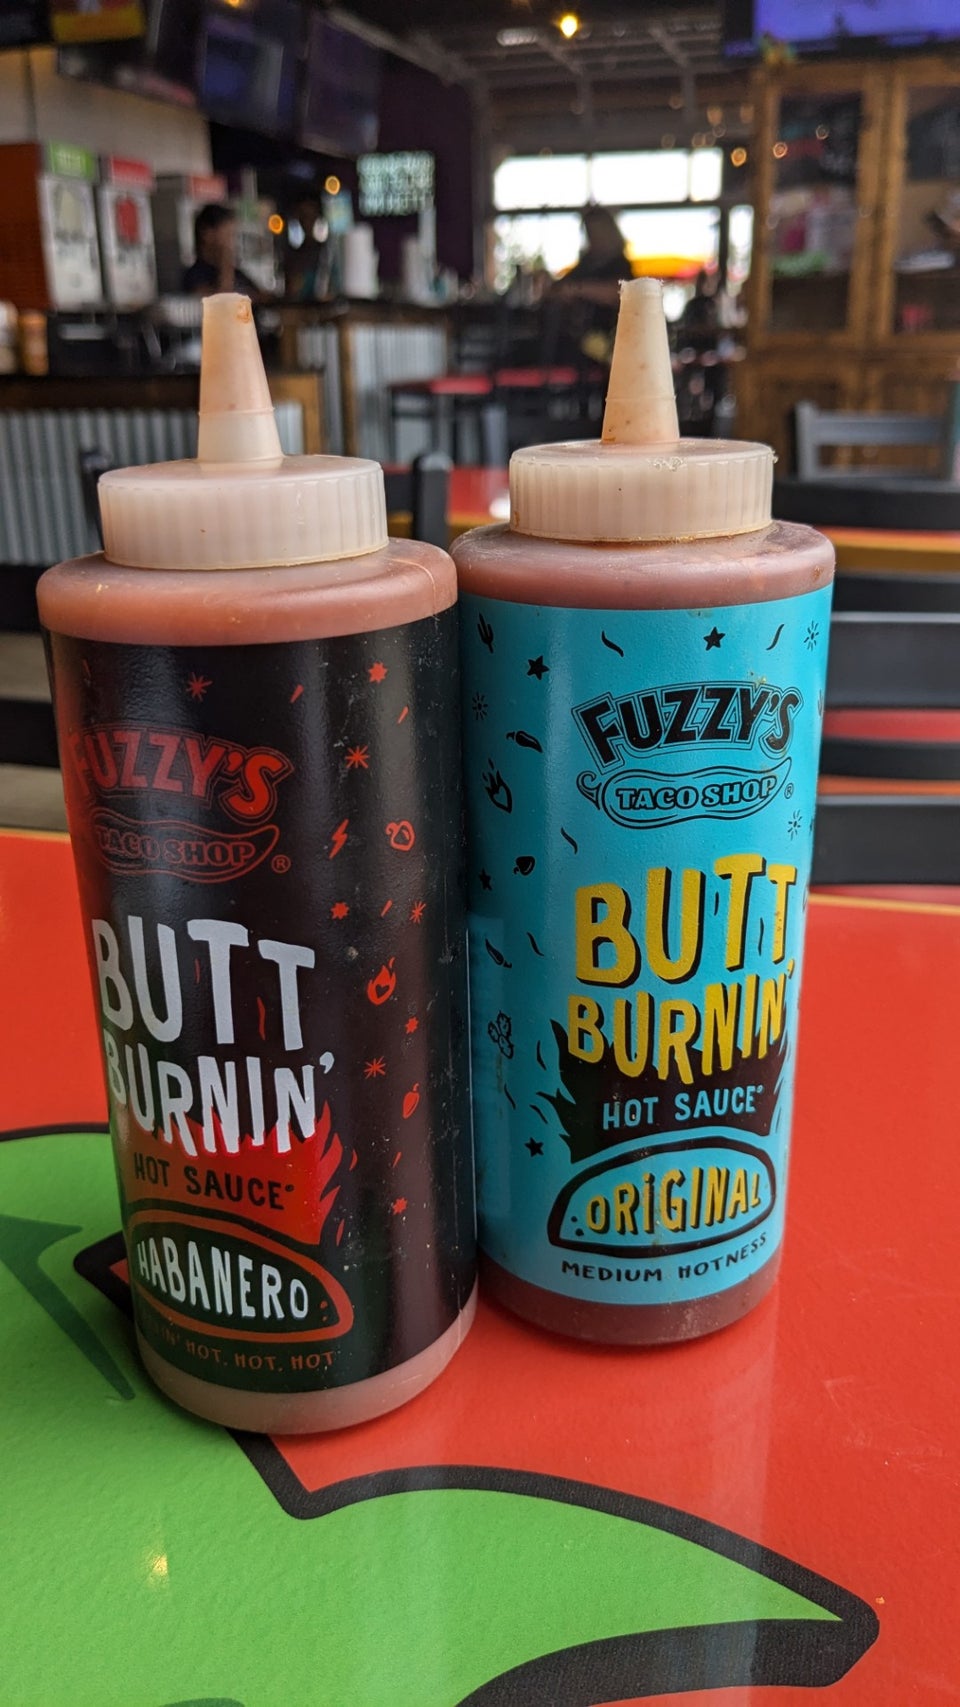 FUZZY'S
TACO SHOP®
BUTT
BURNIN'
HOT SAUCE®
HABANERO
HOT, HOT, HOT
FUZZY'S
TACO SHOP®
BUTT
BURNIN'
HOT SAUCE®
ORiGINAL
MEDIUM HOTNESS